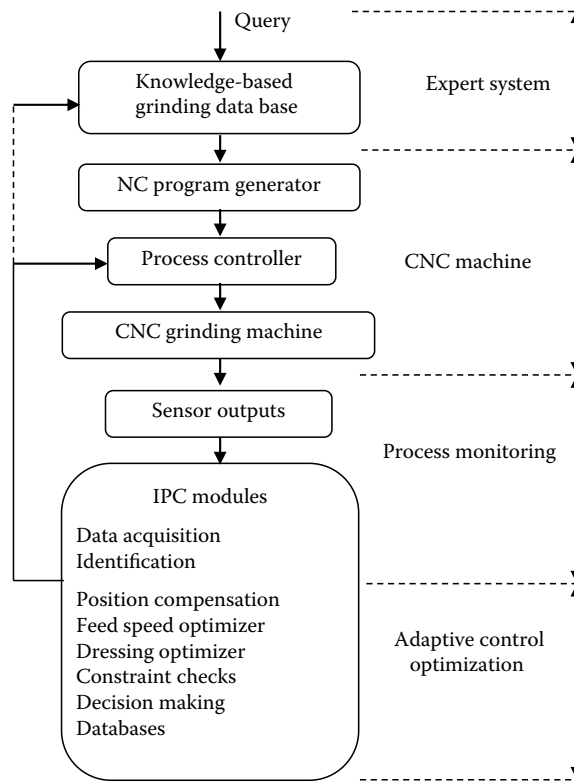 Query
Knowledge-based
grinding data base
Expert system
NC program generator
Process controller
CNC machine
CNC grinding machine
Sensor outputs
Process monitoring
IPC modules
Data acquisition
Identification
Position compensation
Feed speed optimizer
Dressing optimizer
Constraint checks
Decision making
Databases
Adaptive control
optimization